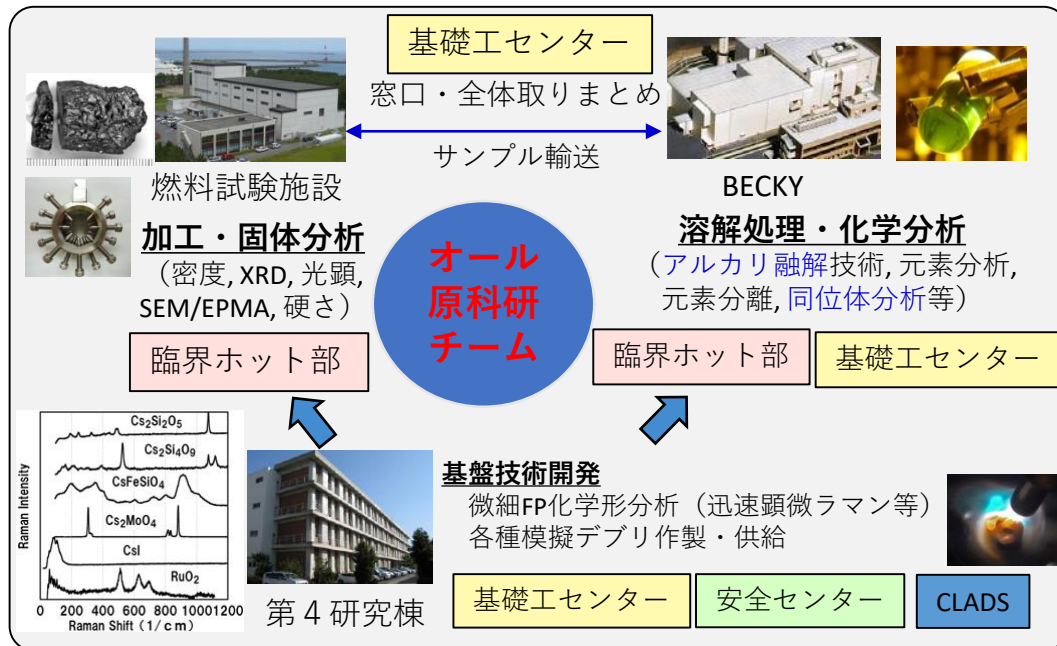 基礎工センター
窓口・全体取りまとめ
サンプル輸送
燃料試験施設
BECKY
加工・固体分析
（密度, XRD, 光顕,
SEM/EPMA, 硬さ）
臨界ホット部
オール
原科研
チーム
溶解処理・化学分析
（アルカリ融解技術, 元素分析,
元素分離, 同位体分析等）
臨界ホット部
基礎工センター
Raman Intensity
Cs2Si2O5
Cs2Si4O9
CsFeSiO4
Cs2MoO4
CsI
RuO2
0 200 400 600 800 1000 1200
Raman Shift（1/ｃｍ）
第４研究棟
基盤技術開発
微細FP化学形分析（迅速顕微ラマン等）
各種模擬デブリ作製・供給
基礎工センター
安全センター
CLADS